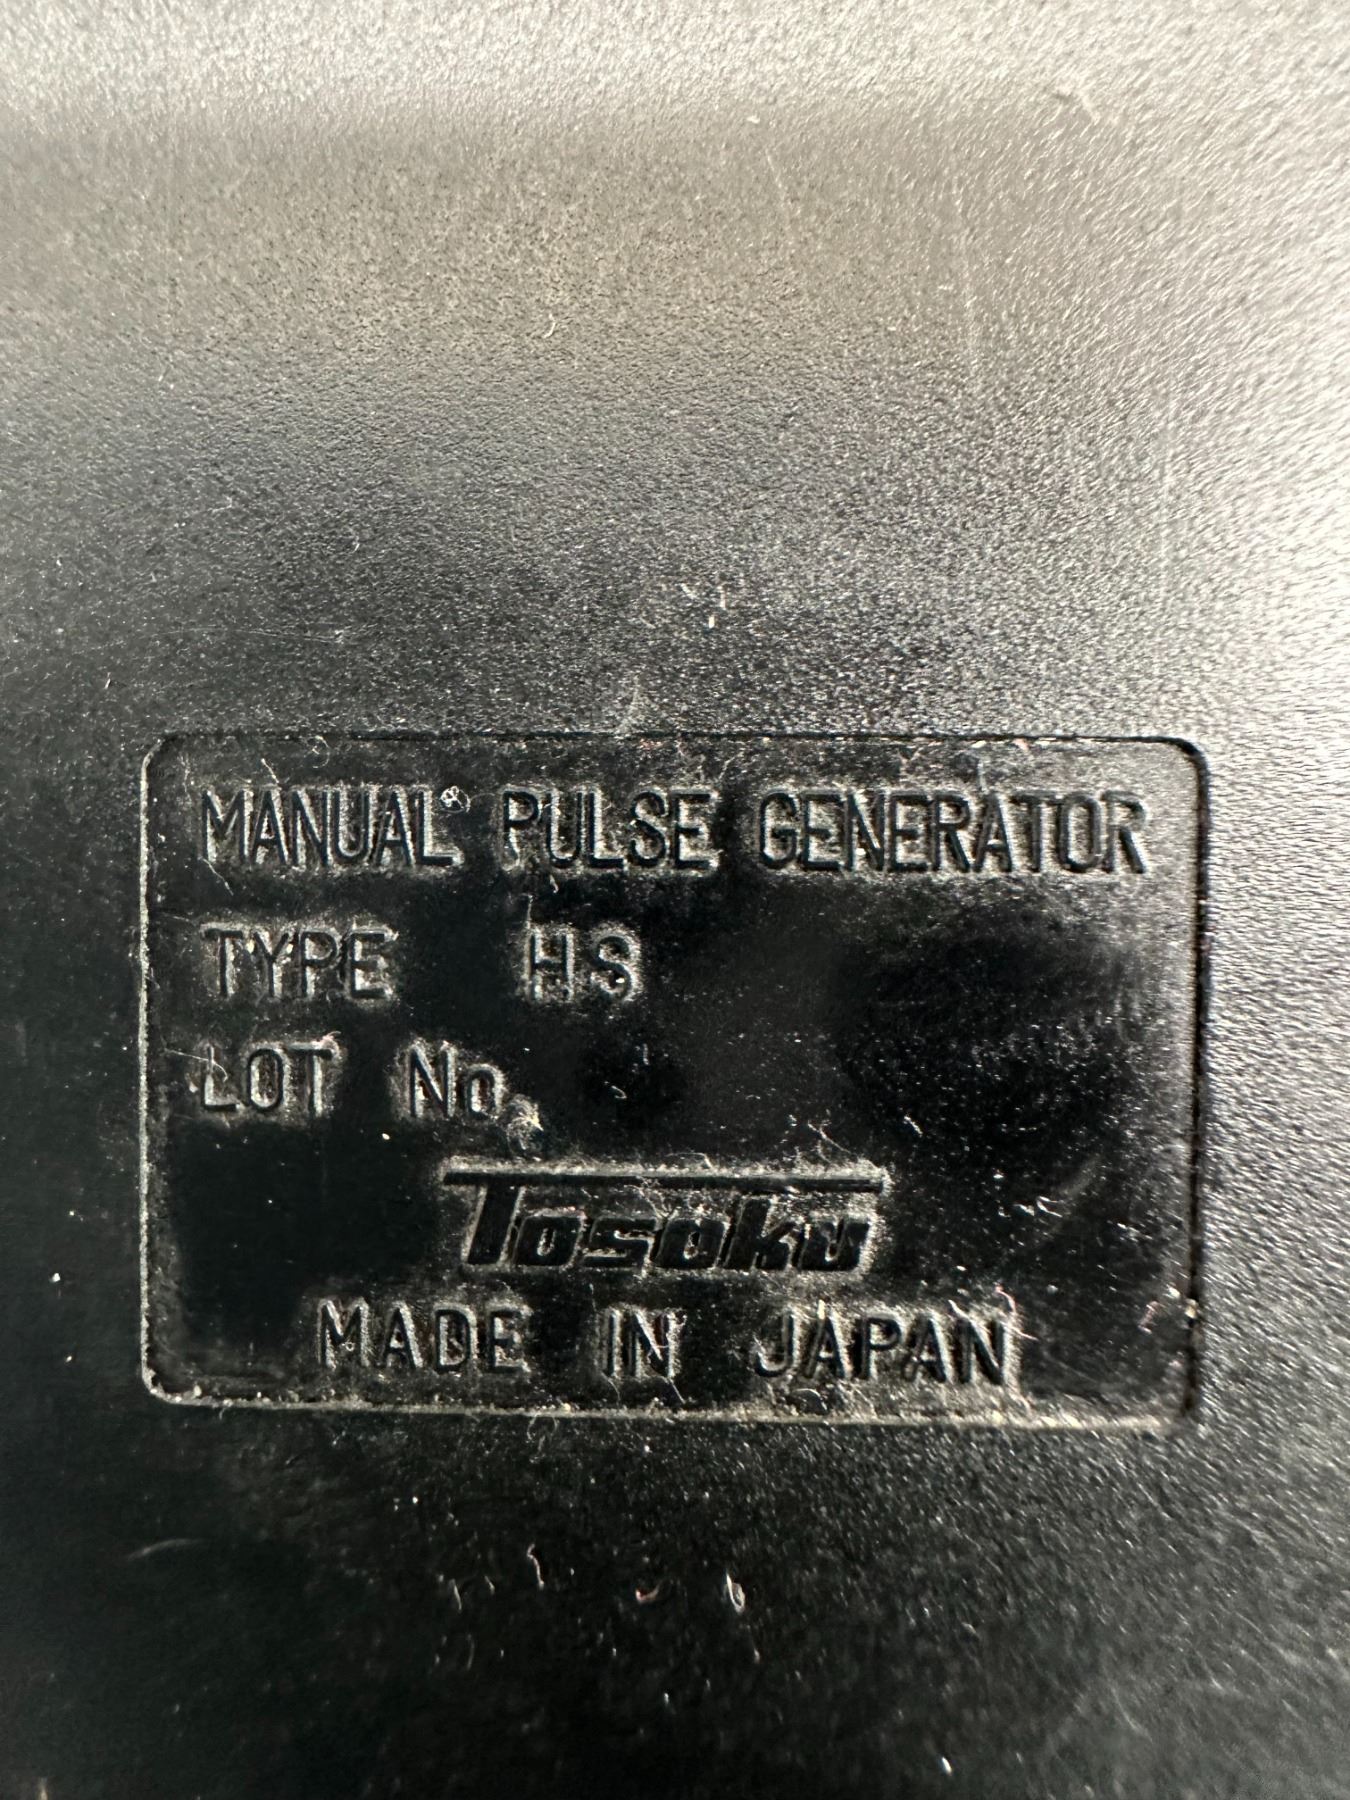 MANUAL PULSE GENERATOR
TYPE HS
LOT No.
Tosoku
MADE IN JAPAN